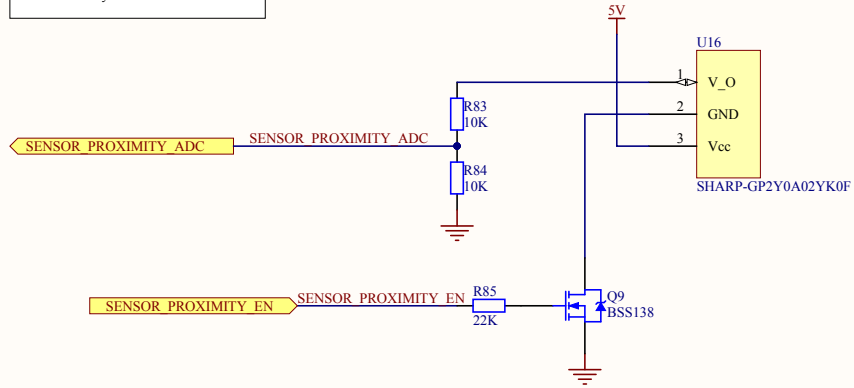 5V
U16
1
V_O
R83
10K
2
GND
SENSOR_PROXIMITY_ADC
SENSOR_PROXIMITY_ADC
3
Vcc
R84
10K
SHARP-GP2Y0A02YK0F
SENSOR_PROXIMITY_EN
SENSOR_PROXIMITY_EN
R85
22K
Q9
BSS138